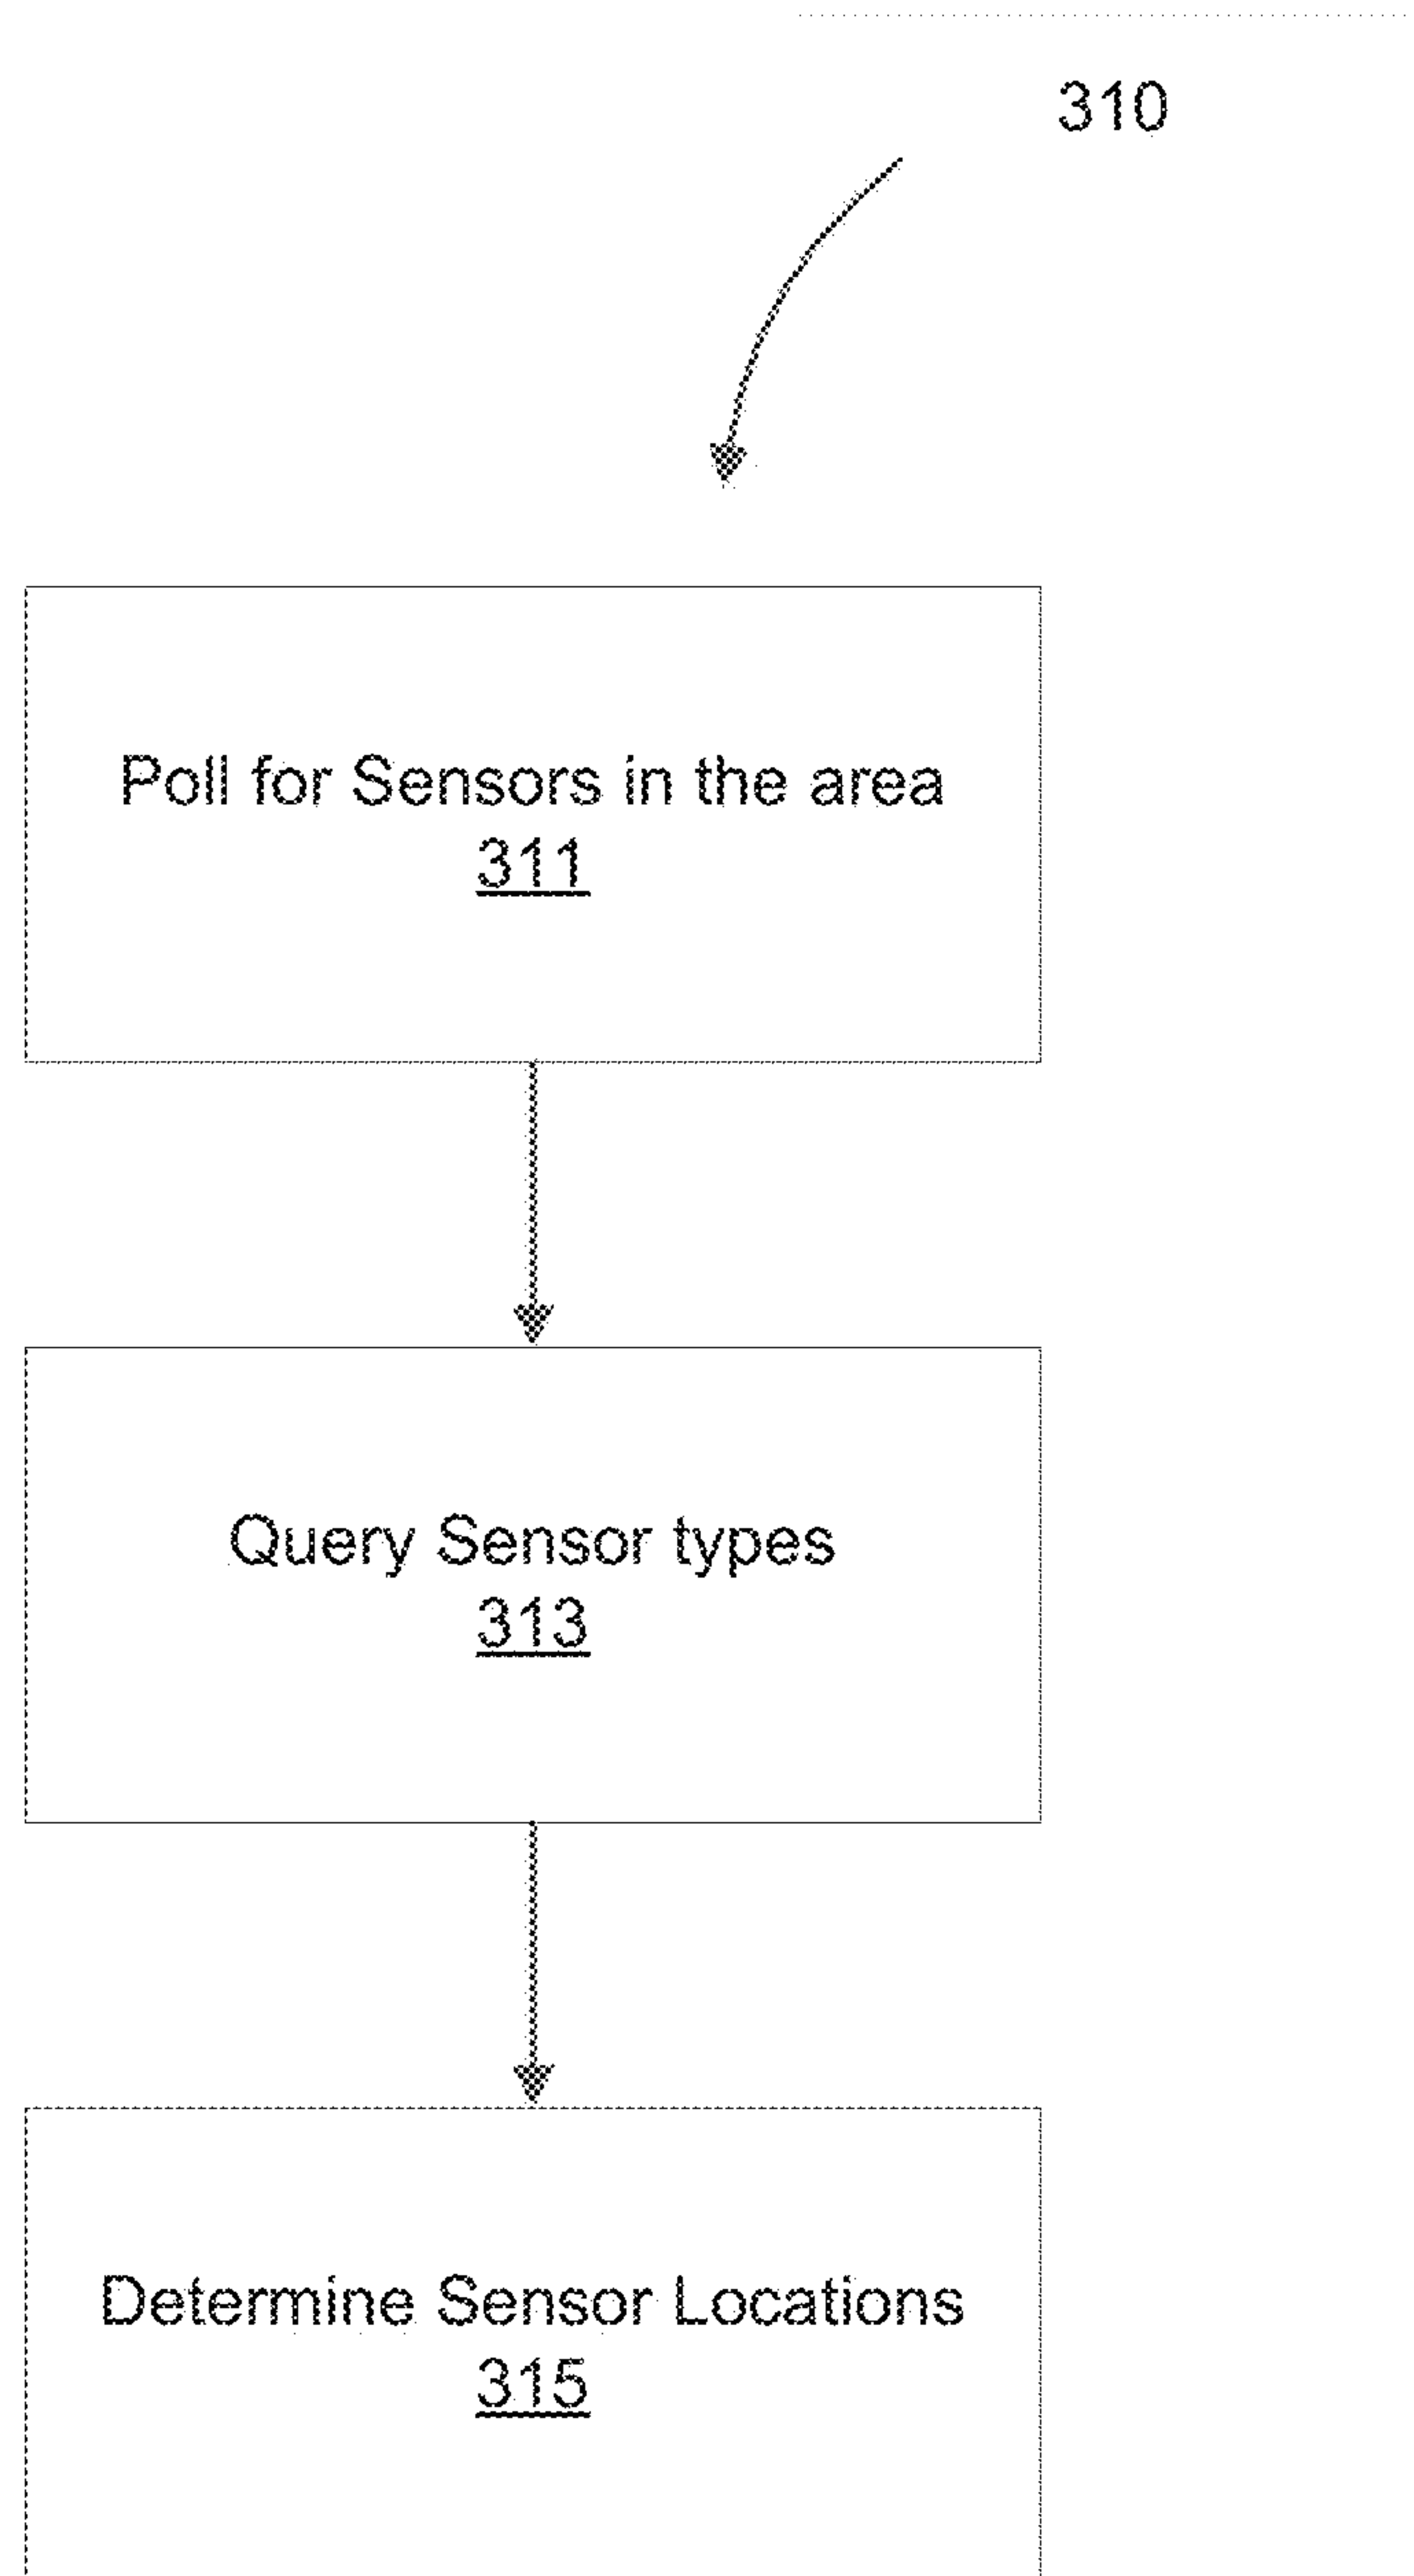 310
Poll for Sensors in the area
311
Query Sensor types
313
Determine Sensor Locations
315